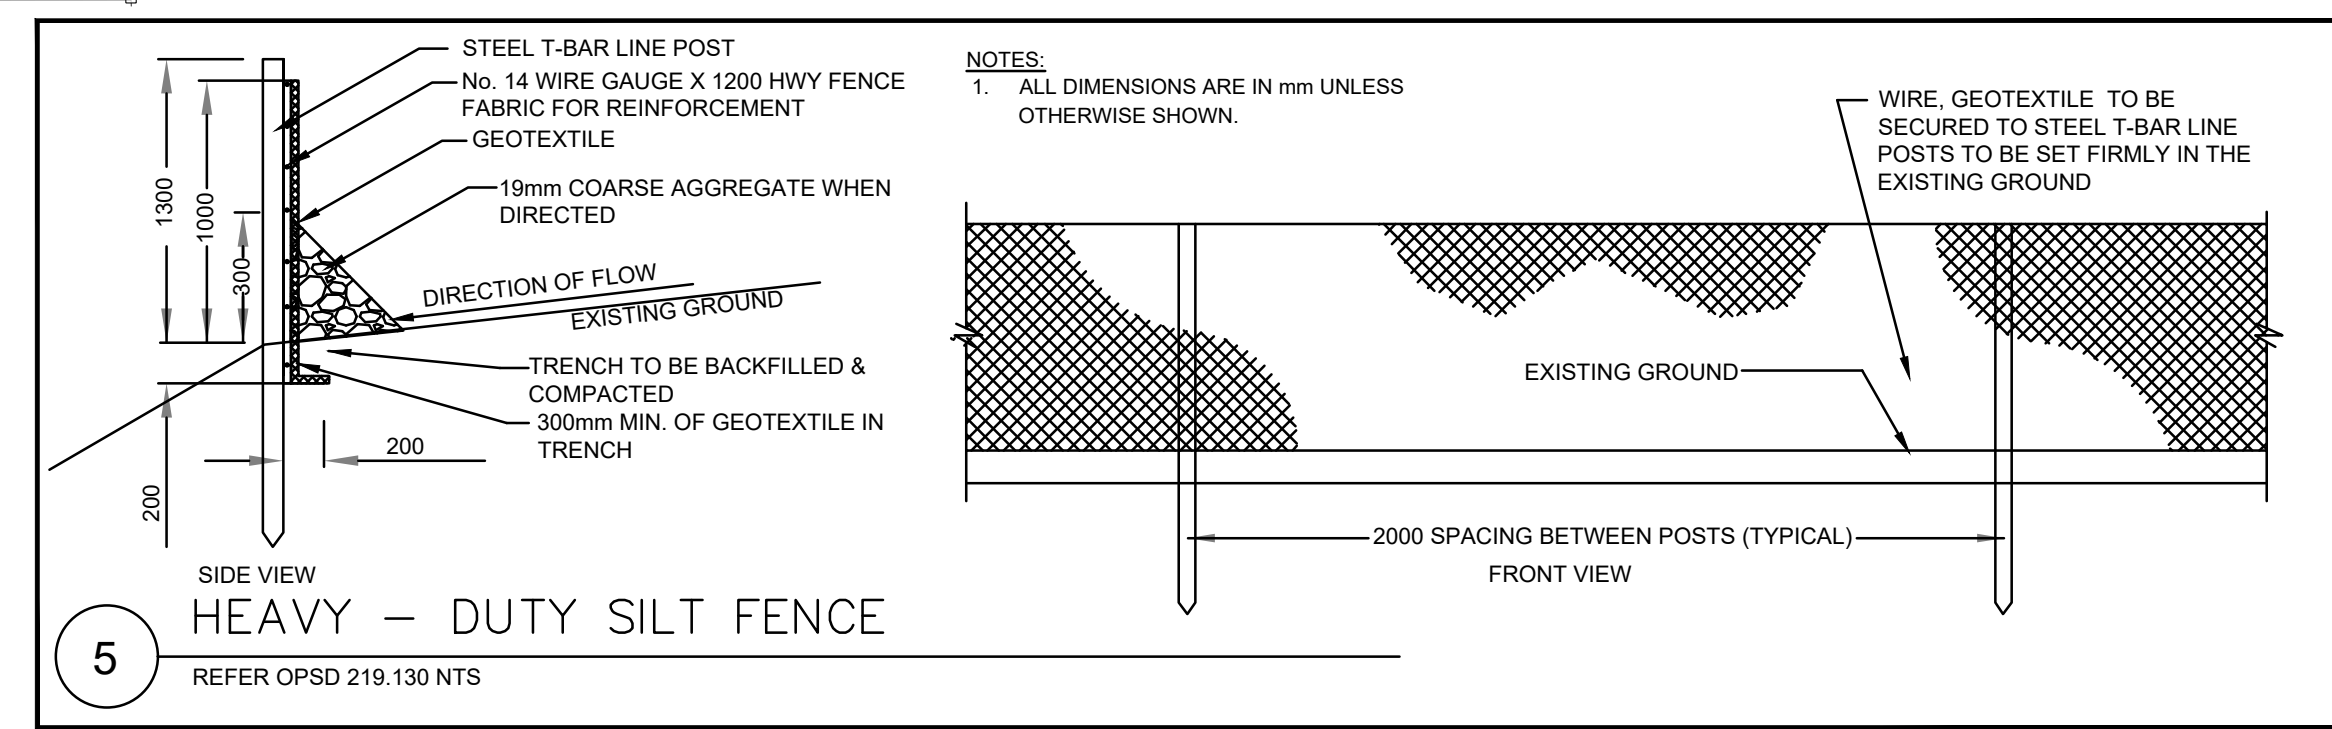 STEEL T-BAR LINE POST
No. 14 WIRE GAUGE X 1200 HWY FENCE
FABRIC FOR REINFORCEMENT
GEOTEXTILE
19mm COARSE AGGREGATE WHEN
DIRECTED
1300
1000
300
DIRECTION OF FLOW
EXISTING GROUND
TRENCH TO BE BACKFILLED &
COMPACTED
300mm MIN. OF GEOTEXTILE IN
TRENCH
200
200
SIDE VIEW
NOTES:
1. ALL DIMENSIONS ARE IN mm UNLESS
OTHERWISE SHOWN.
WIRE, GEOTEXTILE TO BE
SECURED TO STEEL T-BAR LINE
POSTS TO BE SET FIRMLY IN THE
EXISTING GROUND
EXISTING GROUND
2000 SPACING BETWEEN POSTS (TYPICAL)
FRONT VIEW
5
HEAVY – DUTY SILT FENCE
REFER OPSD 219.130 NTS